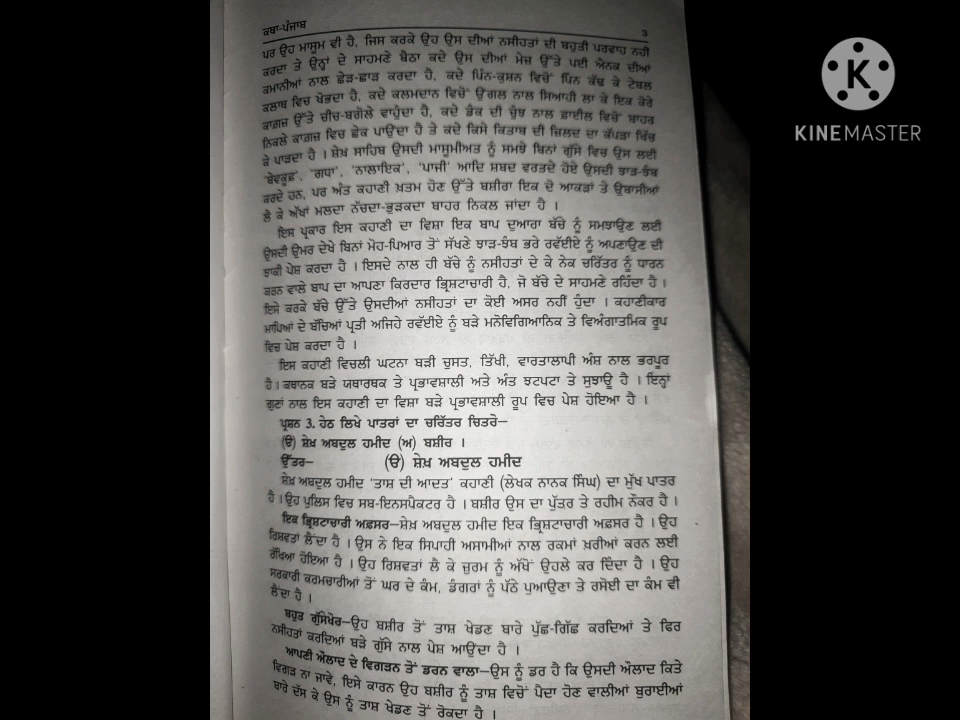 ਕਥਾ-ਪੰਜਾਬ
3
ਪਰ ਉਹ ਮਾਸੂਮ ਵੀ ਹੈ, ਜਿਸ ਕਰਕੇ ਉਹ ਉਸ ਦੀਆਂ ਨਸੀਹਤਾਂ ਦੀ ਬਹੁਤੀ ਪਰਵਾਹ ਨਹੀਂ
ਕਰਦਾ ਤੇ ਉਨ੍ਹਾਂ ਦੇ ਸਾਹਮਣੇ ਬੈਠਾ ਕਦੇ ਉਸ ਦੀਆਂ ਮੇਜ਼ ਉੱਤੇ ਪਈ ਐਨਕ ਦੀਆਂ
ਕਮਾਨੀਆਂ ਨਾਲ ਛੇੜ-ਛਾੜ ਕਰਦਾ ਹੈ, ਕਦੇ ਪਿੰਨ-ਕੁਸ਼ਨ ਵਿਚੋਂ ਪਿੰਨ ਕੱਢ ਕੇ ਟੇਬਲ
ਕਲਾਥ ਵਿਚ ਖੋਭਦਾ ਹੈ, ਕਦੇ ਕਲਮਦਾਨ ਵਿਚੋਂ ਉਂਗਲ ਨਾਲ ਸਿਆਹੀ ਲਾ ਕੇ ਇਕ ਕੋਰੇ
ਕਾਗ਼ਜ਼ ਉੱਤੇ ਚੀਚ-ਬਗੋਲੇ ਵਾਹੁੰਦਾ ਹੈ, ਕਦੇ ਡੰਕ ਦੀ ਚੁੰਝ ਨਾਲ ਫ਼ਾਈਲ ਵਿਚੋਂ ਬਾਹਰ
ਨਿਕਲੇ ਕਾਗ਼ਜ਼ ਵਿਚ ਛੇਕ ਪਾਉਂਦਾ ਹੈ ਤੇ ਕਦੇ ਕਿਸੇ ਕਿਤਾਬ ਦੀ ਜ਼ਿਲਦ ਦਾ ਕੱਪੜਾ ਖਿੱਚ
ਕੇ ਪਾੜਦਾ ਹੈ । ਸ਼ੇਖ਼ ਸਾਹਿਬ ਉਸਦੀ ਮਾਸੂਮੀਅਤ ਨੂੰ ਸਮਝੇ ਬਿਨਾਂ ਗੁੱਸੇ ਵਿਚ ਉਸ ਲਈ
'ਬੇਵਕੂਫ਼', 'ਗਧਾ', 'ਨਾਲਾਇਕ', 'ਪਾਜੀ' ਆਦਿ ਸ਼ਬਦ ਵਰਤਦੇ ਹੋਏ ਉਸਦੀ ਝਾੜ-ਝੰਬ
ਕਰਦੇ ਹਨ, ਪਰ ਅੰਤ ਕਹਾਣੀ ਖ਼ਤਮ ਹੋਣ ਉੱਤੇ ਬਸ਼ੀਰਾ ਇਕ ਦੋ ਆਕੜਾਂ ਤੇ ਉਬਾਸੀਆਂ
ਲੈ ਕੇ ਅੱਖਾਂ ਮਲਦਾ ਨੱਚਦਾ-ਭੁੜਕਦਾ ਬਾਹਰ ਨਿਕਲ ਜਾਂਦਾ ਹੈ ।
ਇਸ ਪ੍ਰਕਾਰ ਇਸ ਕਹਾਣੀ ਦਾ ਵਿਸ਼ਾ ਇਕ ਬਾਪ ਦੁਆਰਾ ਬੱਚੇ ਨੂੰ ਸਮਝਾਉਣ ਲਈ
ਉਸਦੀ ਉਮਰ ਦੇਖੇ ਬਿਨਾਂ ਮੋਹ-ਪਿਆਰ ਤੋਂ ਸੱਖਣੇ ਝਾੜ-ਝੰਬ ਭਰੇ ਰਵੱਈਏ ਨੂੰ ਅਪਣਾਉਣ ਦੀ
ਝਾਕੀ ਪੇਸ਼ ਕਰਦਾ ਹੈ । ਇਸਦੇ ਨਾਲ ਹੀ ਬੱਚੇ ਨੂੰ ਨਸੀਹਤਾਂ ਦੇ ਕੇ ਨੇਕ ਚਰਿੱਤਰ ਨੂੰ ਧਾਰਨ
ਕਰਨ ਵਾਲੇ ਬਾਪ ਦਾ ਆਪਣਾ ਕਿਰਦਾਰ ਭ੍ਰਿਸ਼ਟਾਚਾਰੀ ਹੈ, ਜੋ ਬੱਚੇ ਦੇ ਸਾਹਮਣੇ ਰਹਿੰਦਾ ਹੈ ।
ਇਸੇ ਕਰਕੇ ਬੱਚੇ ਉੱਤੇ ਉਸਦੀਆਂ ਨਸੀਹਤਾਂ ਦਾ ਕੋਈ ਅਸਰ ਨਹੀਂ ਹੁੰਦਾ । ਕਹਾਣੀਕਾਰ
ਮਾਪਿਆਂ ਦੇ ਬੱਚਿਆਂ ਪ੍ਰਤੀ ਅਜਿਹੇ ਰਵੱਈਏ ਨੂੰ ਬੜੇ ਮਨੋਵਿਗਿਆਨਿਕ ਤੇ ਵਿਅੰਗਾਤਮਿਕ ਰੂਪ
ਵਿਚ ਪੇਸ਼ ਕਰਦਾ ਹੈ ।
ਇਸ ਕਹਾਣੀ ਵਿਚਲੀ ਘਟਨਾ ਬੜੀ ਚੁਸਤ, ਤਿੱਖੀ, ਵਾਰਤਾਲਾਪੀ ਅੰਸ਼ ਨਾਲ ਭਰਪੂਰ
ਹੈ। ਕਥਾਨਕ ਬੜੇ ਯਥਾਰਥਕ ਤੇ ਪ੍ਰਭਾਵਸ਼ਾਲੀ ਅਤੇ ਅੰਤ ਝਟਪਟਾ ਤੇ ਸੁਝਾਊ ਹੈ । ਇਨ੍ਹਾਂ
ਗੁਣਾਂ ਨਾਲ ਇਸ ਕਹਾਣੀ ਦਾ ਵਿਸ਼ਾ ਬੜੇ ਪ੍ਰਭਾਵਸ਼ਾਲੀ ਰੂਪ ਵਿਚ ਪੇਸ਼ ਹੋਇਆ ਹੈ ।
ਪ੍ਰਸ਼ਨ 3. ਹੇਠ ਲਿਖੇ ਪਾਤਰਾਂ ਦਾ ਚਰਿੱਤਰ ਚਿਤਰੋ—
(ੳ) ਸ਼ੇਖ਼ ਅਬਦੁਲ ਹਮੀਦ (ਅ) ਬਸ਼ੀਰ ।
ਉੱਤਰ— (ੳ) ਸ਼ੇਖ਼ ਅਬਦੁਲ ਹਮੀਦ
ਸ਼ੇਖ਼ ਅਬਦੁਲ ਹਮੀਦ 'ਤਾਸ਼ ਦੀ ਆਦਤ' ਕਹਾਣੀ (ਲੇਖਕ ਨਾਨਕ ਸਿੰਘ) ਦਾ ਮੁੱਖ ਪਾਤਰ
ਹੈ । ਉਹ ਪੁਲਿਸ ਵਿਚ ਸਬ-ਇਨਸਪੈਕਟਰ ਹੈ । ਬਸ਼ੀਰ ਉਸ ਦਾ ਪੁੱਤਰ ਤੇ ਰਹੀਮ ਨੌਕਰ ਹੈ ।
ਇਕ ਭ੍ਰਿਸ਼ਟਾਚਾਰੀ ਅਫ਼ਸਰ—ਸ਼ੇਖ਼ ਅਬਦੁਲ ਹਮੀਦ ਇਕ ਭ੍ਰਿਸ਼ਟਾਚਾਰੀ ਅਫ਼ਸਰ ਹੈ । ਉਹ
ਰਿਸ਼ਵਤਾਂ ਲੈਂਦਾ ਹੈ । ਉਸ ਨੇ ਇਕ ਸਿਪਾਹੀ ਅਸਾਮੀਆਂ ਨਾਲ ਰਕਮਾਂ ਖ਼ਰੀਆਂ ਕਰਨ ਲਈ
ਰੱਖਿਆ ਹੋਇਆ ਹੈ । ਉਹ ਰਿਸ਼ਵਤਾਂ ਲੈ ਕੇ ਜੁਰਮ ਨੂੰ ਅੱਖੋਂ ਉਹਲੇ ਕਰ ਦਿੰਦਾ ਹੈ । ਉਹ
ਸਰਕਾਰੀ ਕਰਮਚਾਰੀਆਂ ਤੋਂ ਘਰ ਦੇ ਕੰਮ, ਡੰਗਰਾਂ ਨੂੰ ਪੱਠੇ ਪੁਆਉਣਾ ਤੇ ਰਸੋਈ ਦਾ ਕੰਮ ਵੀ
ਲੈਂਦਾ ਹੈ ।
ਬਹੁਤ ਗੁੱਸੇਖੋਰ—ਉਹ ਬਸ਼ੀਰ ਤੋਂ ਤਾਸ਼ ਖੇਡਣ ਬਾਰੇ ਪੁੱਛ-ਗਿੱਛ ਕਰਦਿਆਂ ਤੇ ਫਿਰ
ਨਸੀਹਤਾਂ ਕਰਦਿਆਂ ਬੜੇ ਗੁੱਸੇ ਨਾਲ ਪੇਸ਼ ਆਉਂਦਾ ਹੈ ।
ਆਪਣੀ ਔਲਾਦ ਦੇ ਵਿਗੜਨ ਤੋਂ ਡਰਨ ਵਾਲਾ—ਉਸ ਨੂੰ ਡਰ ਹੈ ਕਿ ਉਸਦੀ ਔਲਾਦ ਕਿਤੇ
ਵਿਗੜ ਨਾ ਜਾਵੇ, ਇਸੇ ਕਾਰਨ ਉਹ ਬਸ਼ੀਰ ਨੂੰ ਤਾਸ਼ ਵਿਚੋਂ ਪੈਦਾ ਹੋਣ ਵਾਲੀਆਂ ਬੁਰਾਈਆਂ
ਬਾਰੇ ਦੱਸ ਕੇ ਉਸ ਨੂੰ ਤਾਸ਼ ਖੇਡਣ ਤੋਂ ਰੋਕਦਾ ਹੈ ।
K
KINEMASTER